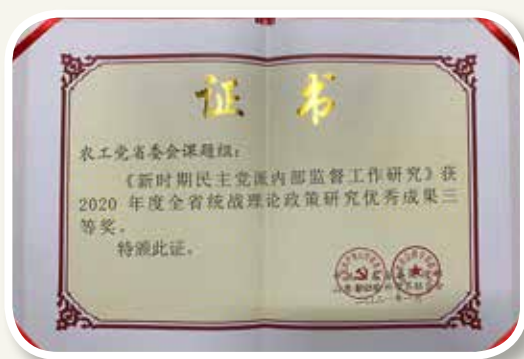 证书
农工党省委会课题组：
《新时期民主党派内部监督工作研究》获
2020 年度全省统战理论政策研究优秀成果三
等奖。
特颁此证。